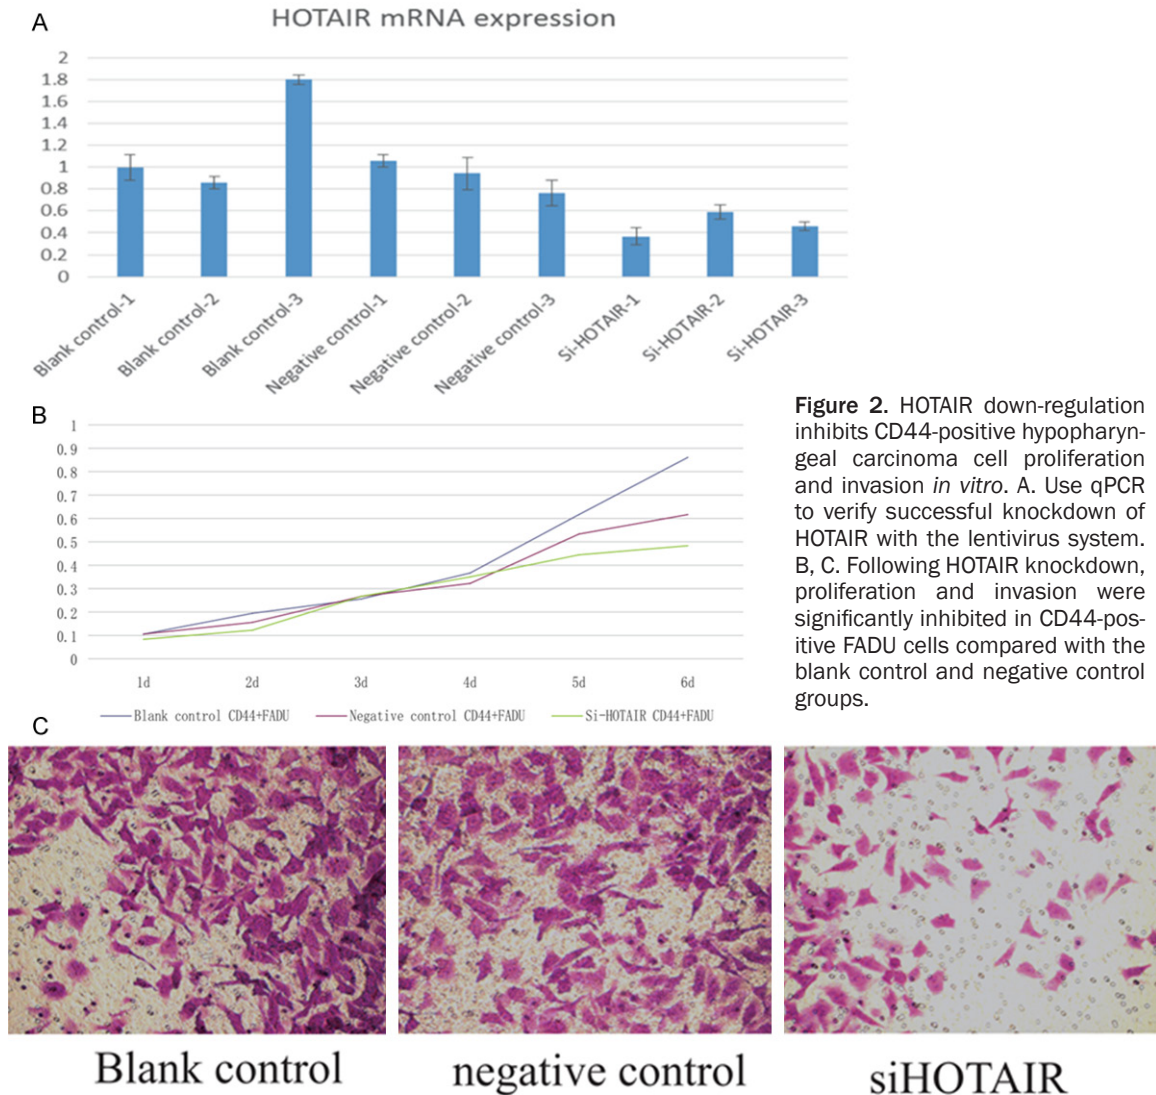 A
HOTAIR mRNA expression
2
1.8
1.6
1.4
1.2
1
0.8
0.6
0.4
0.2
0
Blank control-1
Blank control-2
Blank control-3
Negative control-1
Negative control-2
Negative control-3
Si-HOTAIR-1
Si-HOTAIR-2
Si-HOTAIR-3
B
1
0.9
0.8
0.7
0.6
0.5
0.4
0.3
0.2
0.1
0
1d 2d 3d 4d 5d 6d
Blank control CD44+FADU Negative control CD44+FADU Si-HOTAIR CD44+FADU
Figure 2. HOTAIR down-regulation
inhibits CD44-positive hypopharyn-
geal carcinoma cell proliferation
and invasion in vitro. A. Use qPCR
to verify successful knockdown of
HOTAIR with the lentivirus system.
B, C. Following HOTAIR knockdown,
proliferation and invasion were
significantly inhibited in CD44-pos-
itive FADU cells compared with the
blank control and negative control
groups.
C
Blank control
negative control
siHOTAIR